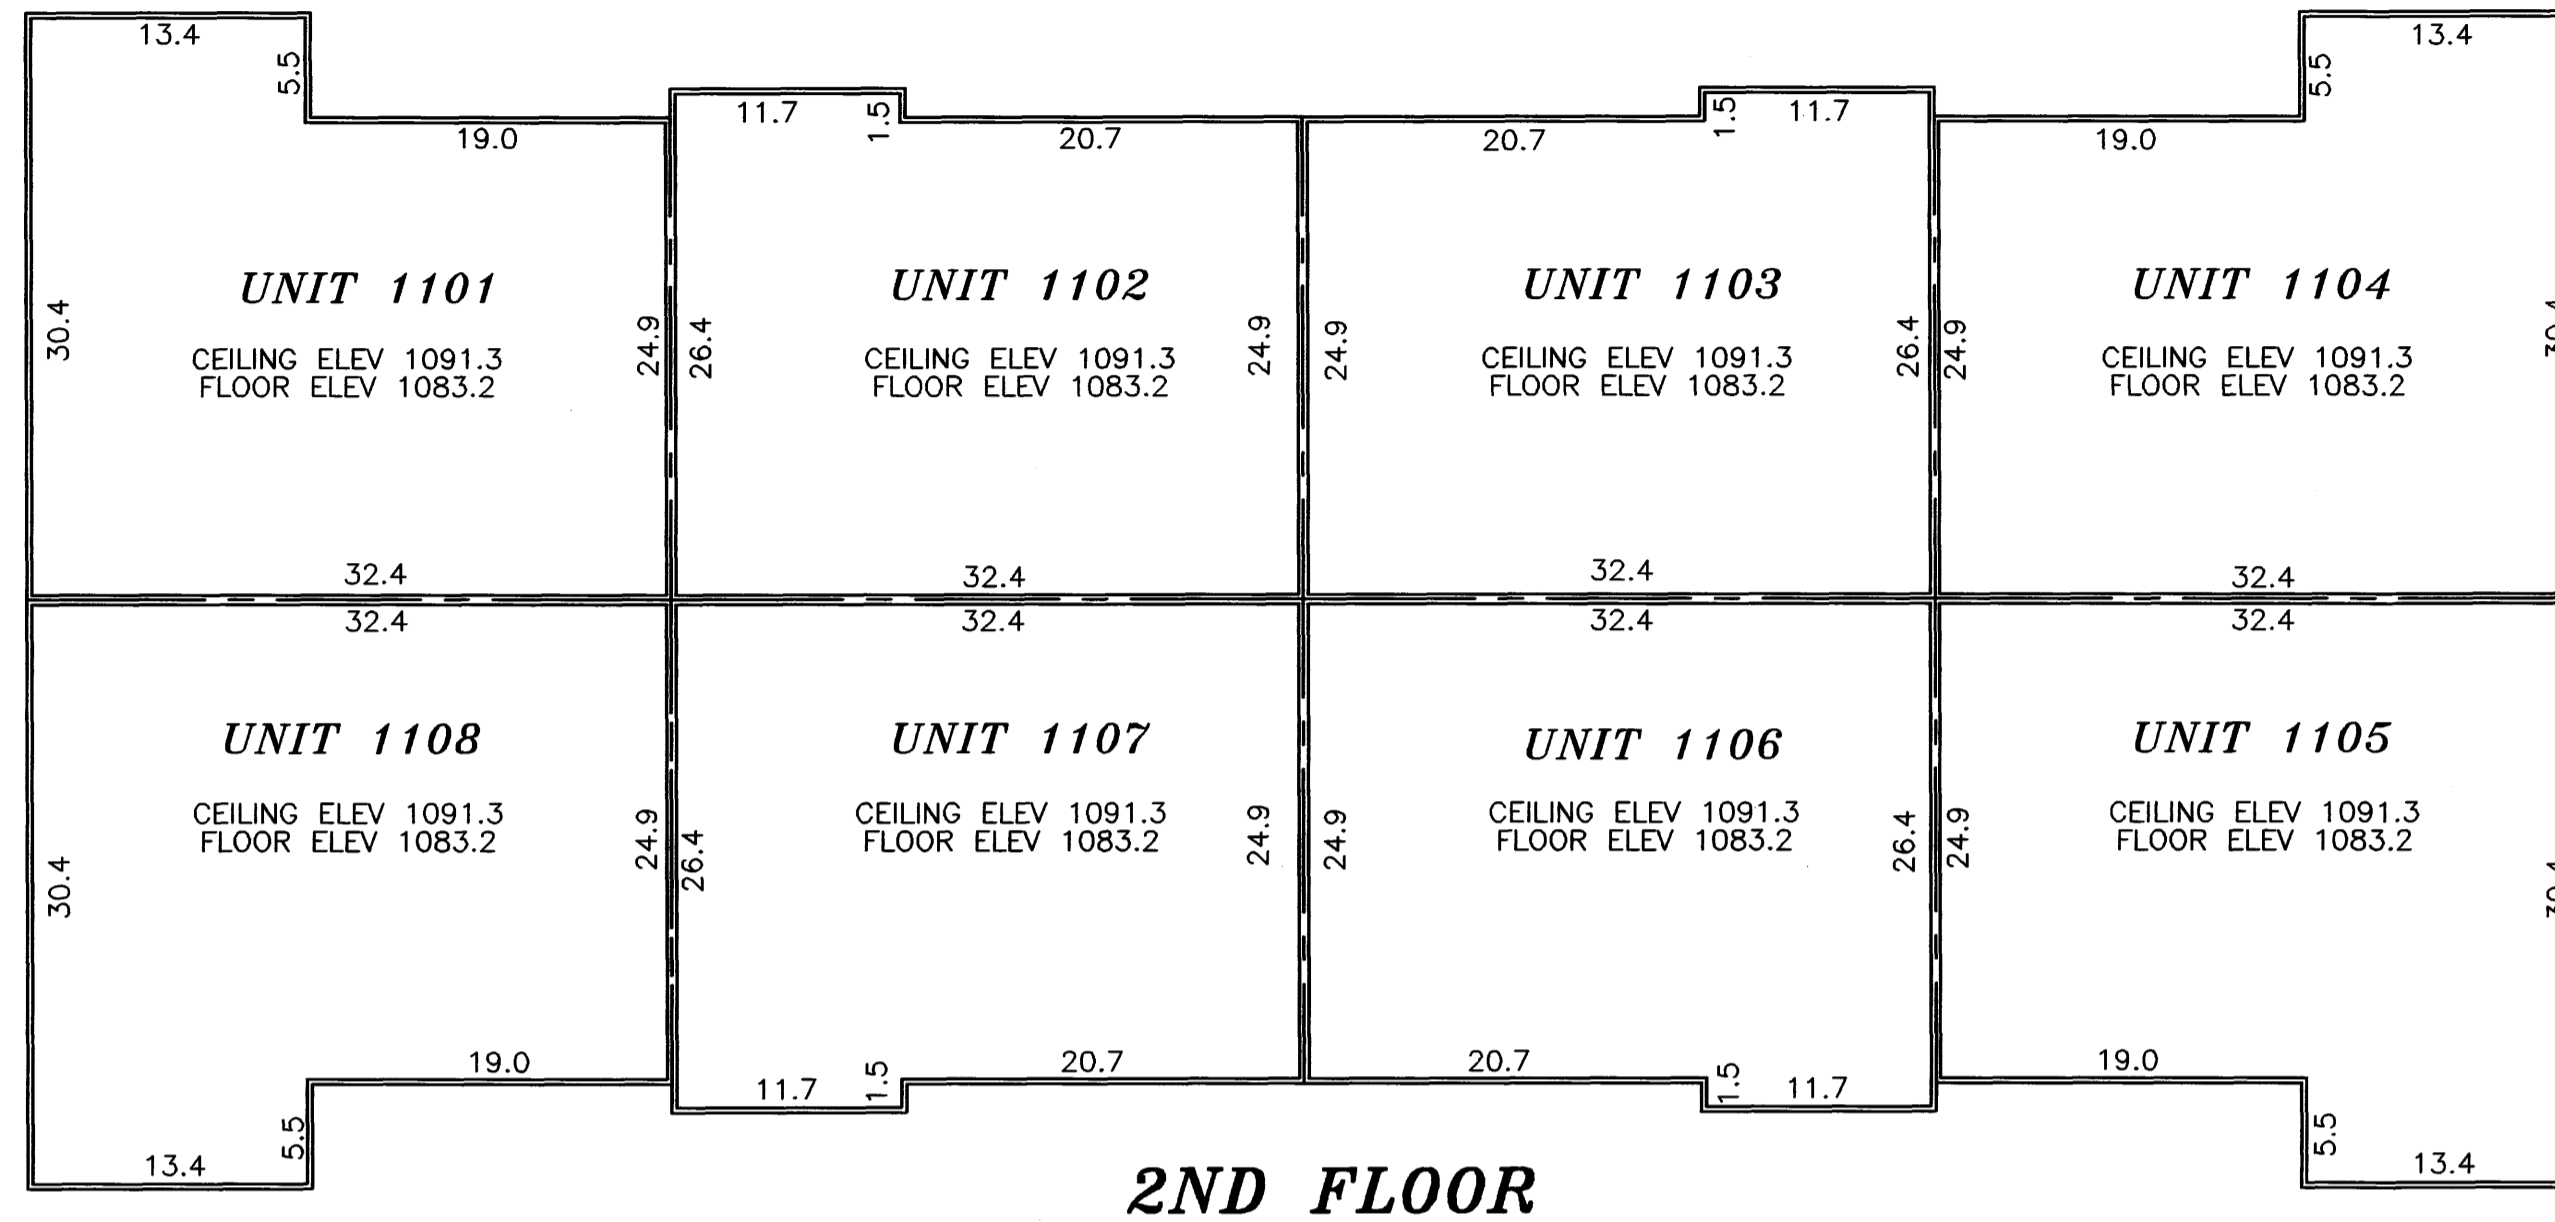 13.4
5.5
19.0
11.7
1.5
20.7
20.7
1.5
11.7
19.0
5.5
13.4
UNIT 1101
CEILING ELEV 1091.3
FLOOR ELEV 1083.2
30.4
24.9
32.4
UNIT 1102
CEILING ELEV 1091.3
FLOOR ELEV 1083.2
26.4
24.9
32.4
UNIT 1103
CEILING ELEV 1091.3
FLOOR ELEV 1083.2
24.9
26.4
32.4
UNIT 1104
CEILING ELEV 1091.3
FLOOR ELEV 1083.2
24.9
32.4
32.4
UNIT 1108
CEILING ELEV 1091.3
FLOOR ELEV 1083.2
30.4
24.9
19.0
5.5
13.4
32.4
UNIT 1107
CEILING ELEV 1091.3
FLOOR ELEV 1083.2
26.4
24.9
11.7
1.5
20.7
32.4
UNIT 1106
CEILING ELEV 1091.3
FLOOR ELEV 1083.2
24.9
26.4
20.7
1.5
11.7
32.4
UNIT 1105
CEILING ELEV 1091.3
FLOOR ELEV 1083.2
24.9
19.0
5.5
13.4
2ND FLOOR